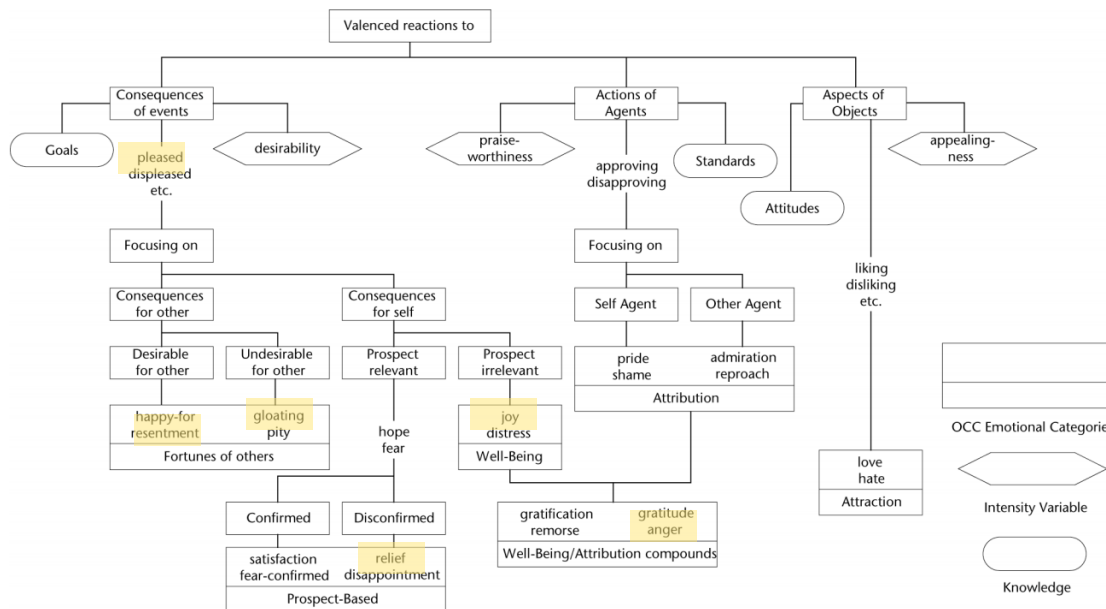 Valenced reactions to
Consequences
of events
Actions of
Agents
Aspects of
Objects
Goals
pleased
displeased
etc.
desirability
praise-
worthiness
approving
disapproving
Standards
Attitudes
appealing-
ness
Focusing on
Focusing on
liking
disliking
etc.
Consequences
for other
Consequences
for self
Self Agent
Other Agent
Desirable
for other
Undesirable
for other
Prospect
relevant
Prospect
irrelevant
pride
shame
admiration
reproach
Attribution
happy-for
resentment
gloating
pity
Fortunes of others
hope
fear
joy
distress
Well-Being
OCC Emotional Categorie
love
hate
Attraction
Confirmed
Disconfirmed
gratification
remorse
gratitude
anger
Well-Being/Attribution compounds
Intensity Variable
satisfaction
fear-confirmed
relief
disappointment
Prospect-Based
Knowledge